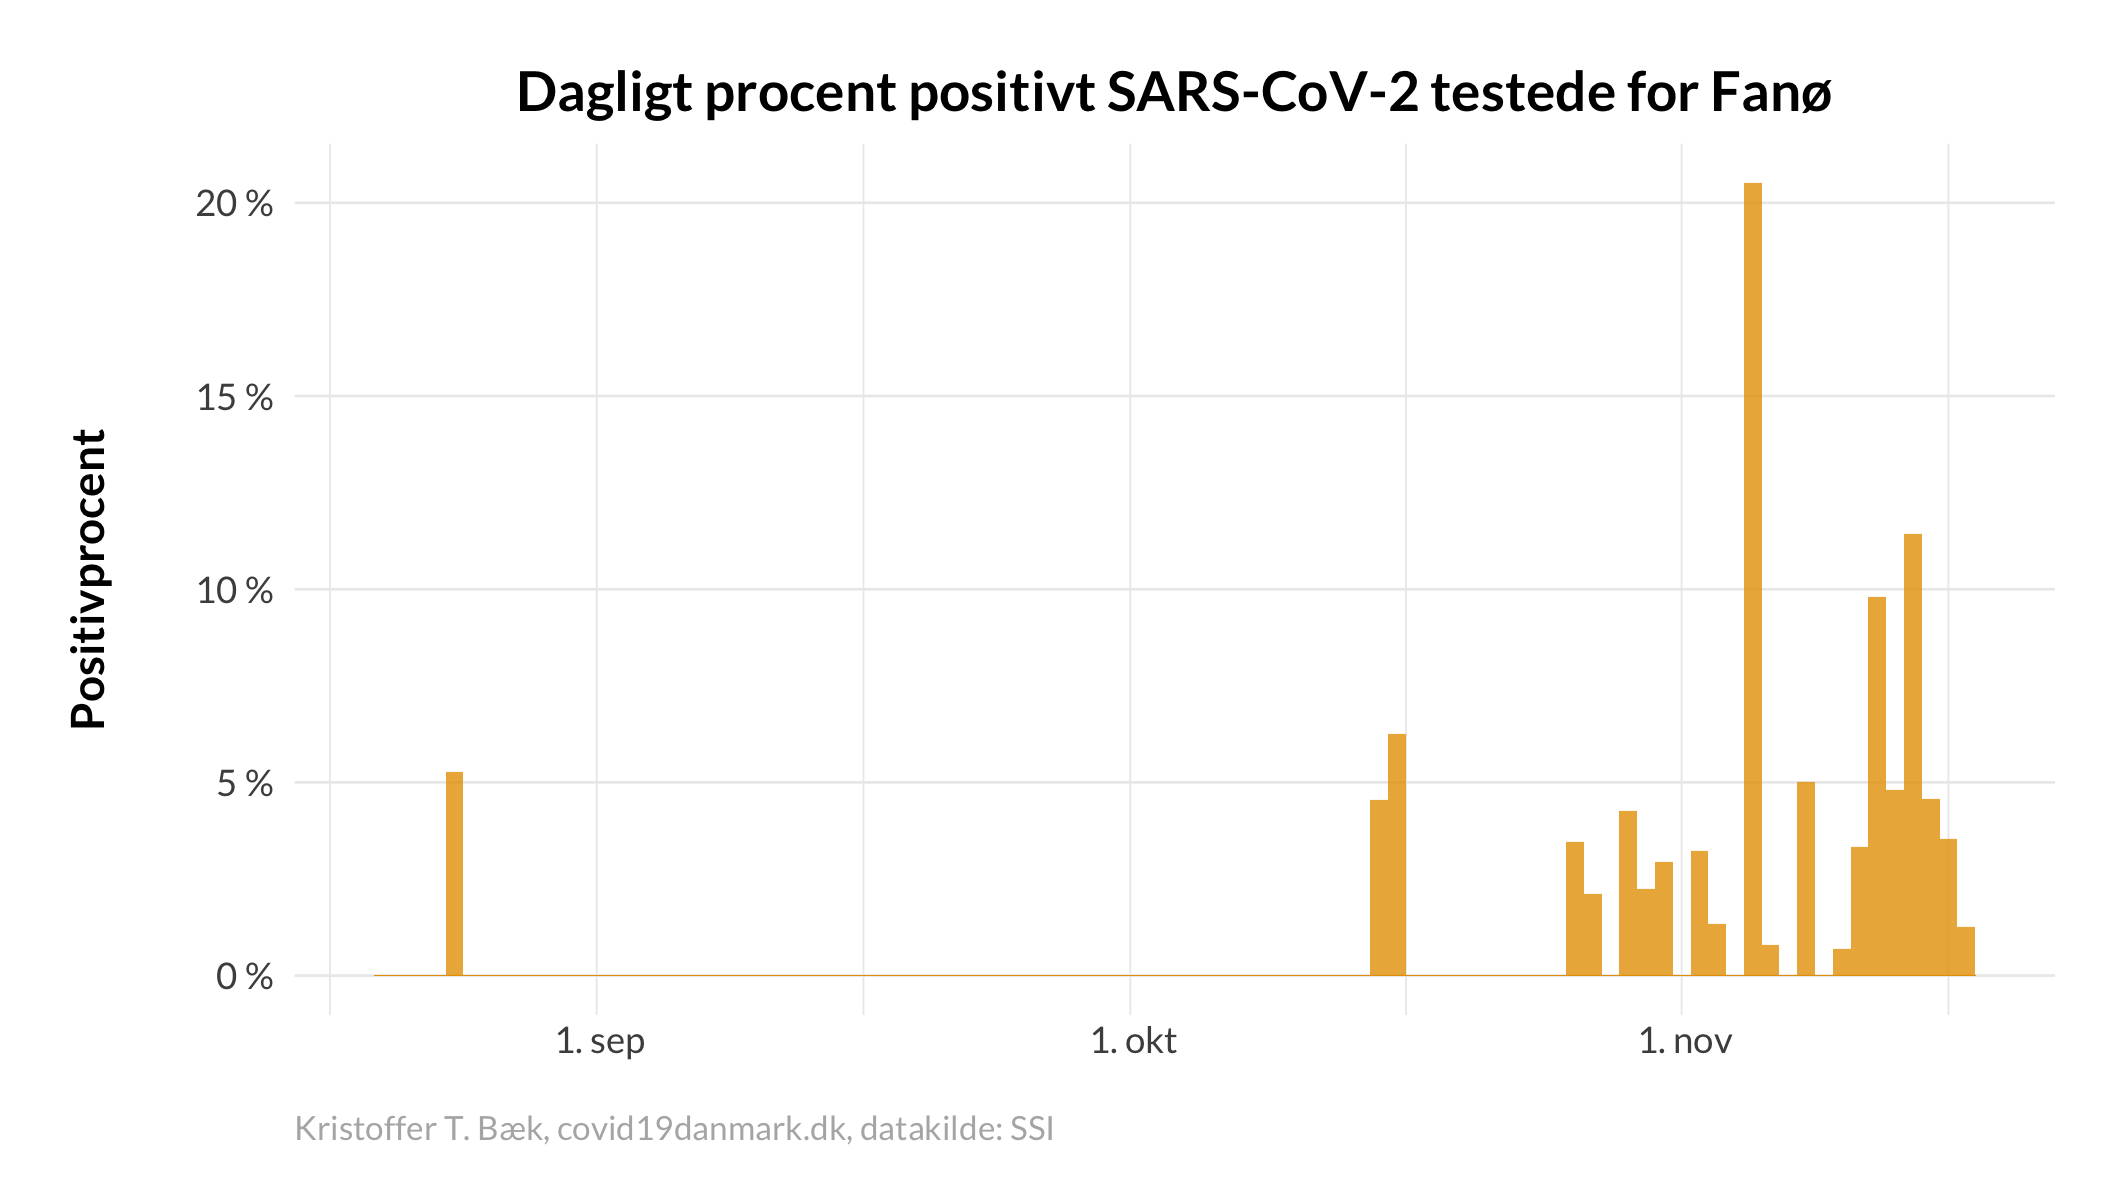 Dagligt procent positivt SARS-CoV-2 testede for Fanø
Positivprocent
20 %
15 %
10 %
5 %
0 %
1. sep
1. okt
1. nov
Kristoffer T. Bæk, covid19danmark.dk, datakilde: SSI